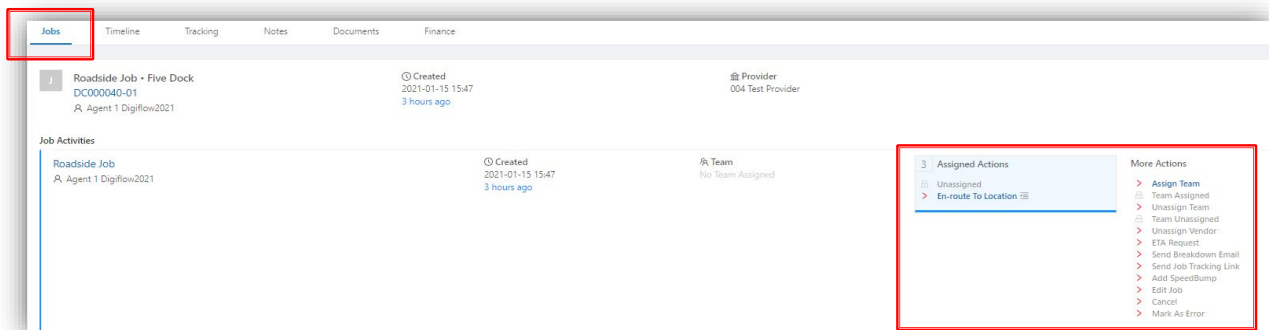 Jobs Timeline Tracking Notes Documents Finance
J Roadside Job • Five Dock
DC000040-01
Agent 1 Digiflow2021
Created
2021-01-15 15:47
3 hours ago
Provider
004 Test Provider
Job Activities
Roadside Job
Agent 1 Digiflow2021
Created
2021-01-15 15:47
3 hours ago
Team
No Team Assigned
3 Assigned Actions
Unassigned
> En-route To Location
More Actions
> Assign Team
Team Assigned
> Unassign Team
Team Unassigned
> Unassign Vendor
> ETA Request
> Send Breakdown Email
> Send Job Tracking Link
> Add SpeedBump
> Edit Job
> Cancel
> Mark As Error